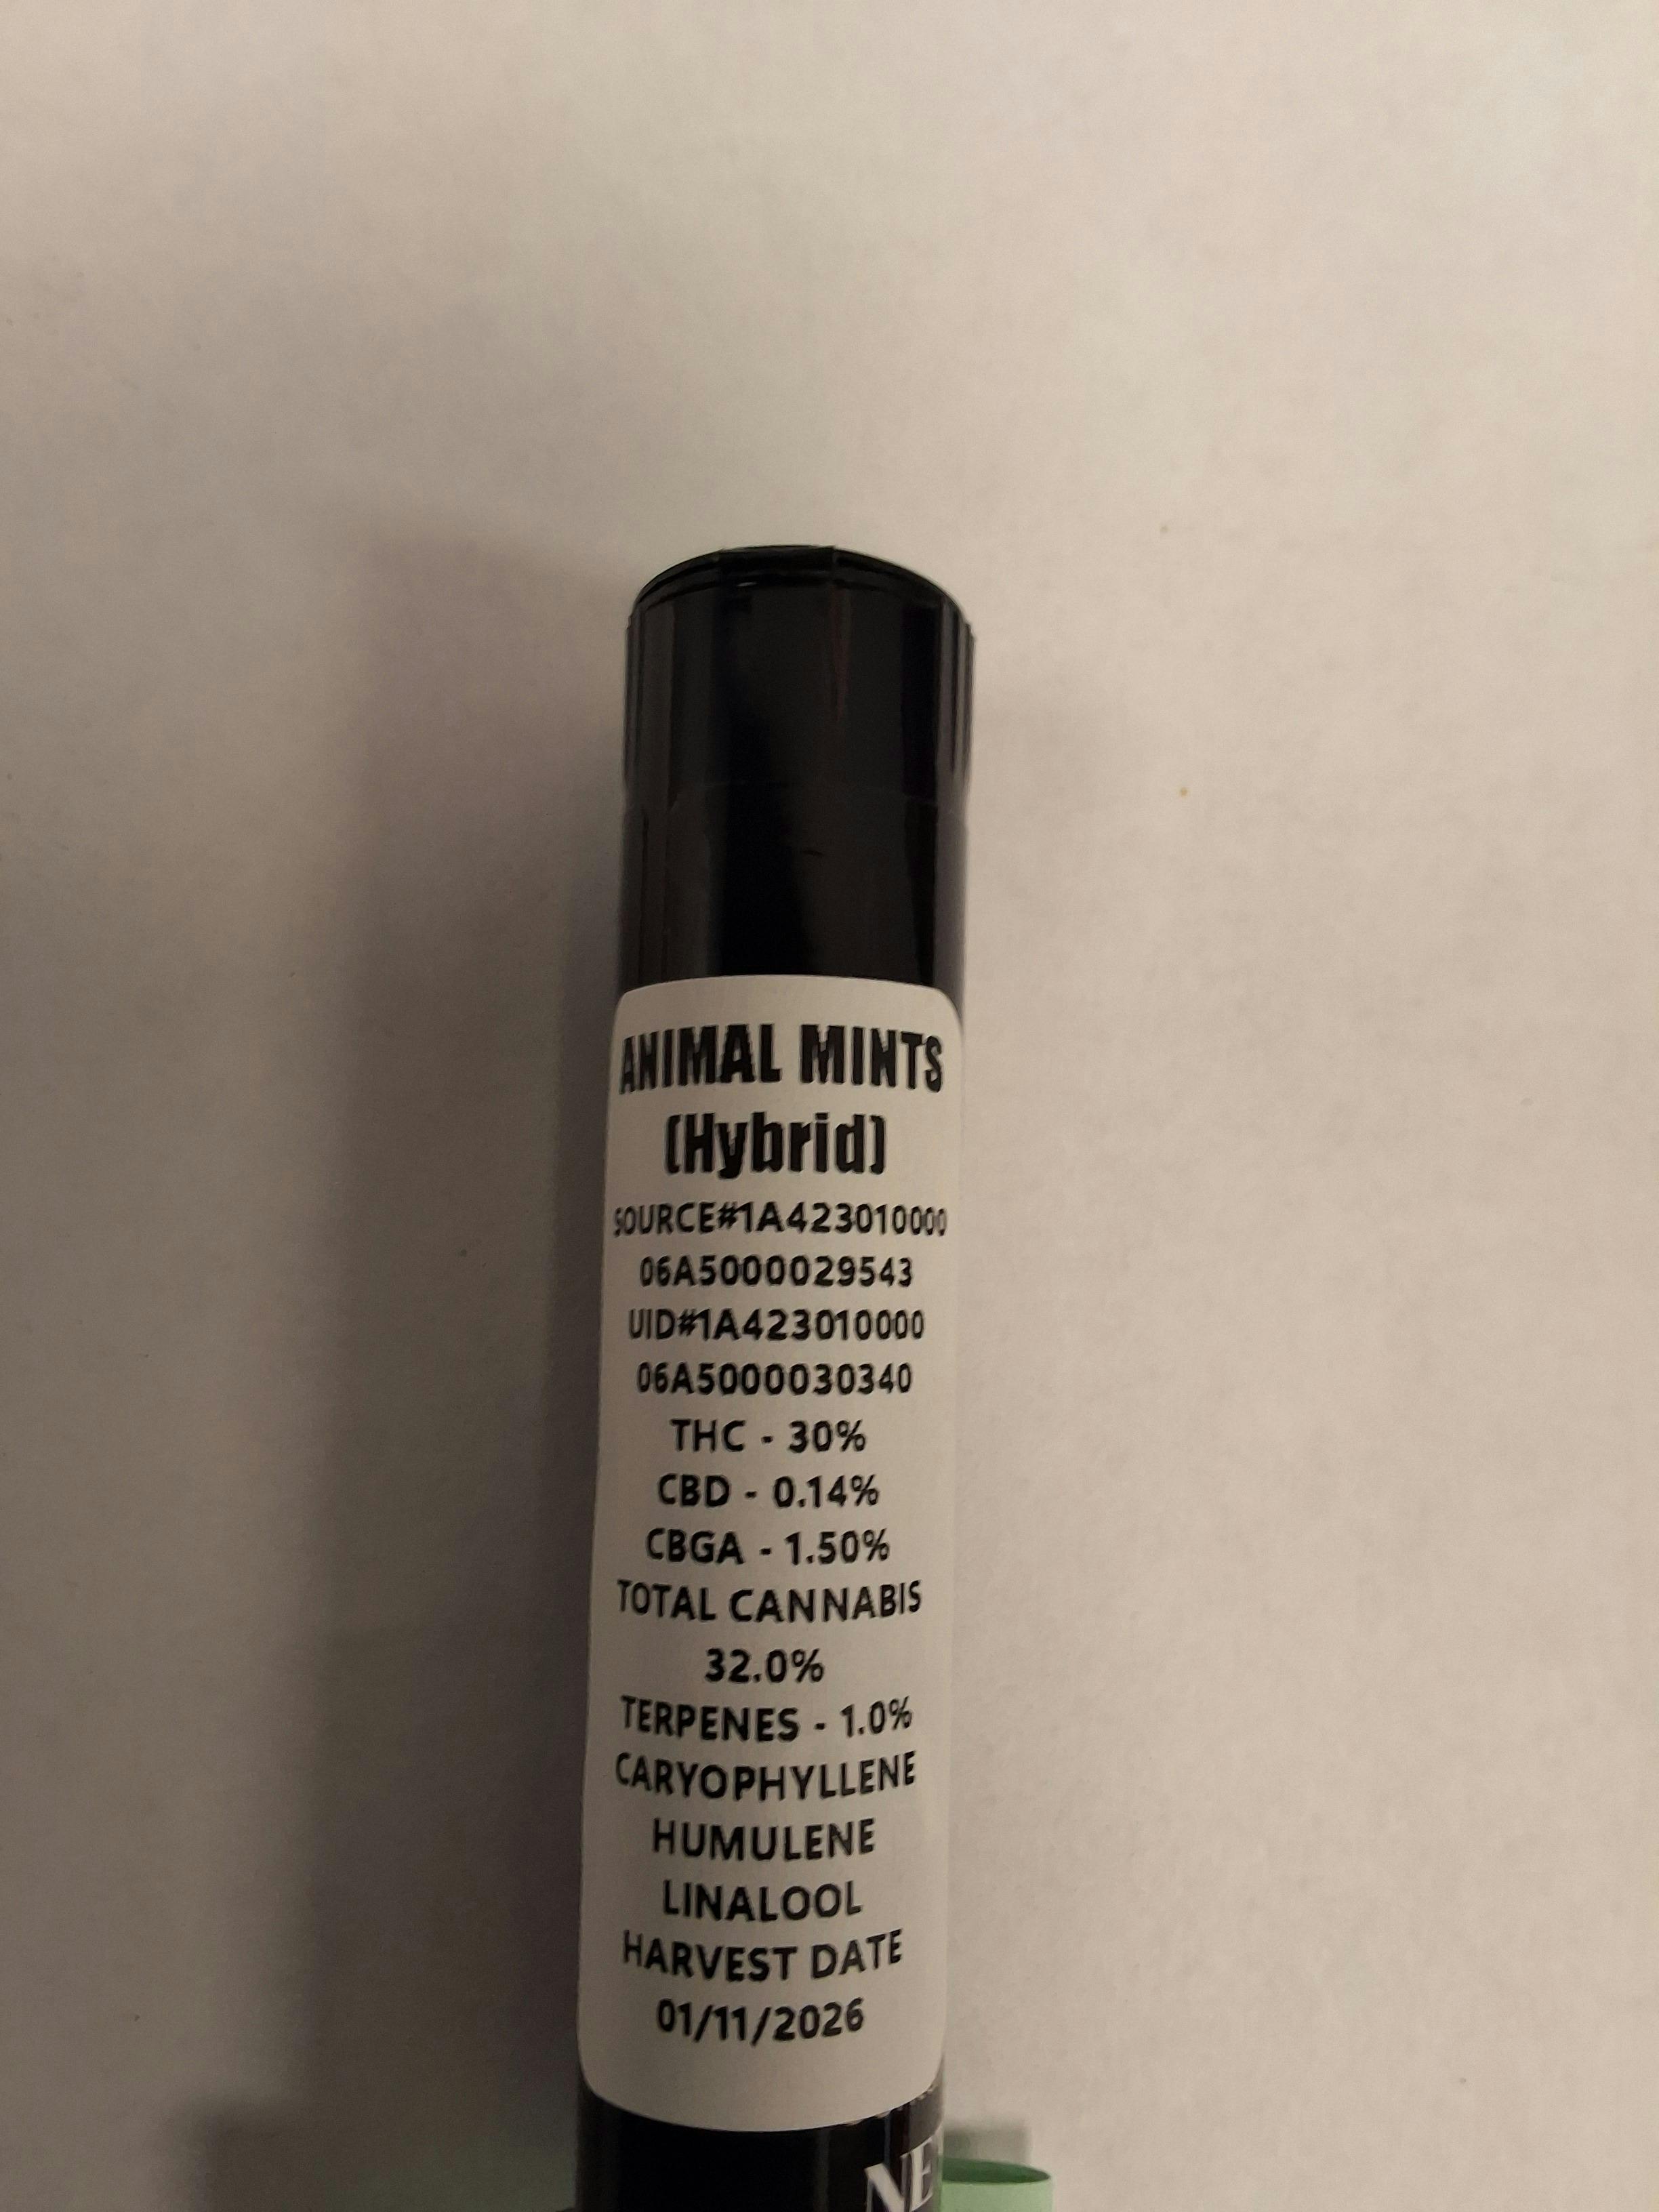 ANIMAL MINTS
(Hybrid)
SOURCE#1A423010000
06A5000029543
UID#1A423010000
06A5000030340
THC - 30%
CBD - 0.14%
CBGA - 1.50%
TOTAL CANNABIS
32.0%
TERPENES - 1.0%
CARYOPHYLLENE
HUMULENE
LINALOOL
HARVEST DATE
01/11/2026